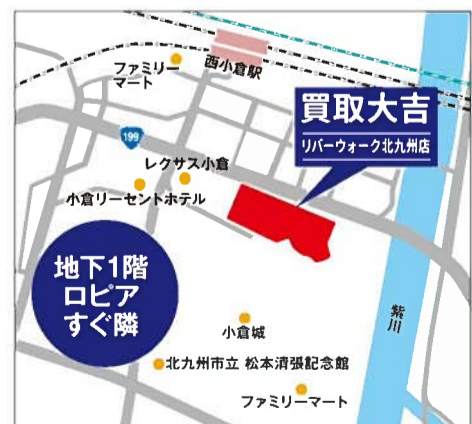 西小倉駅
ファミリー
マート
買取大吉
リバーウォーク北九州店
199
レクサス小倉
小倉リーセントホテル
地下1階
ロピア
すぐ隣
紫川
小倉城
北九州市立 松本清張記念館
ファミリーマート